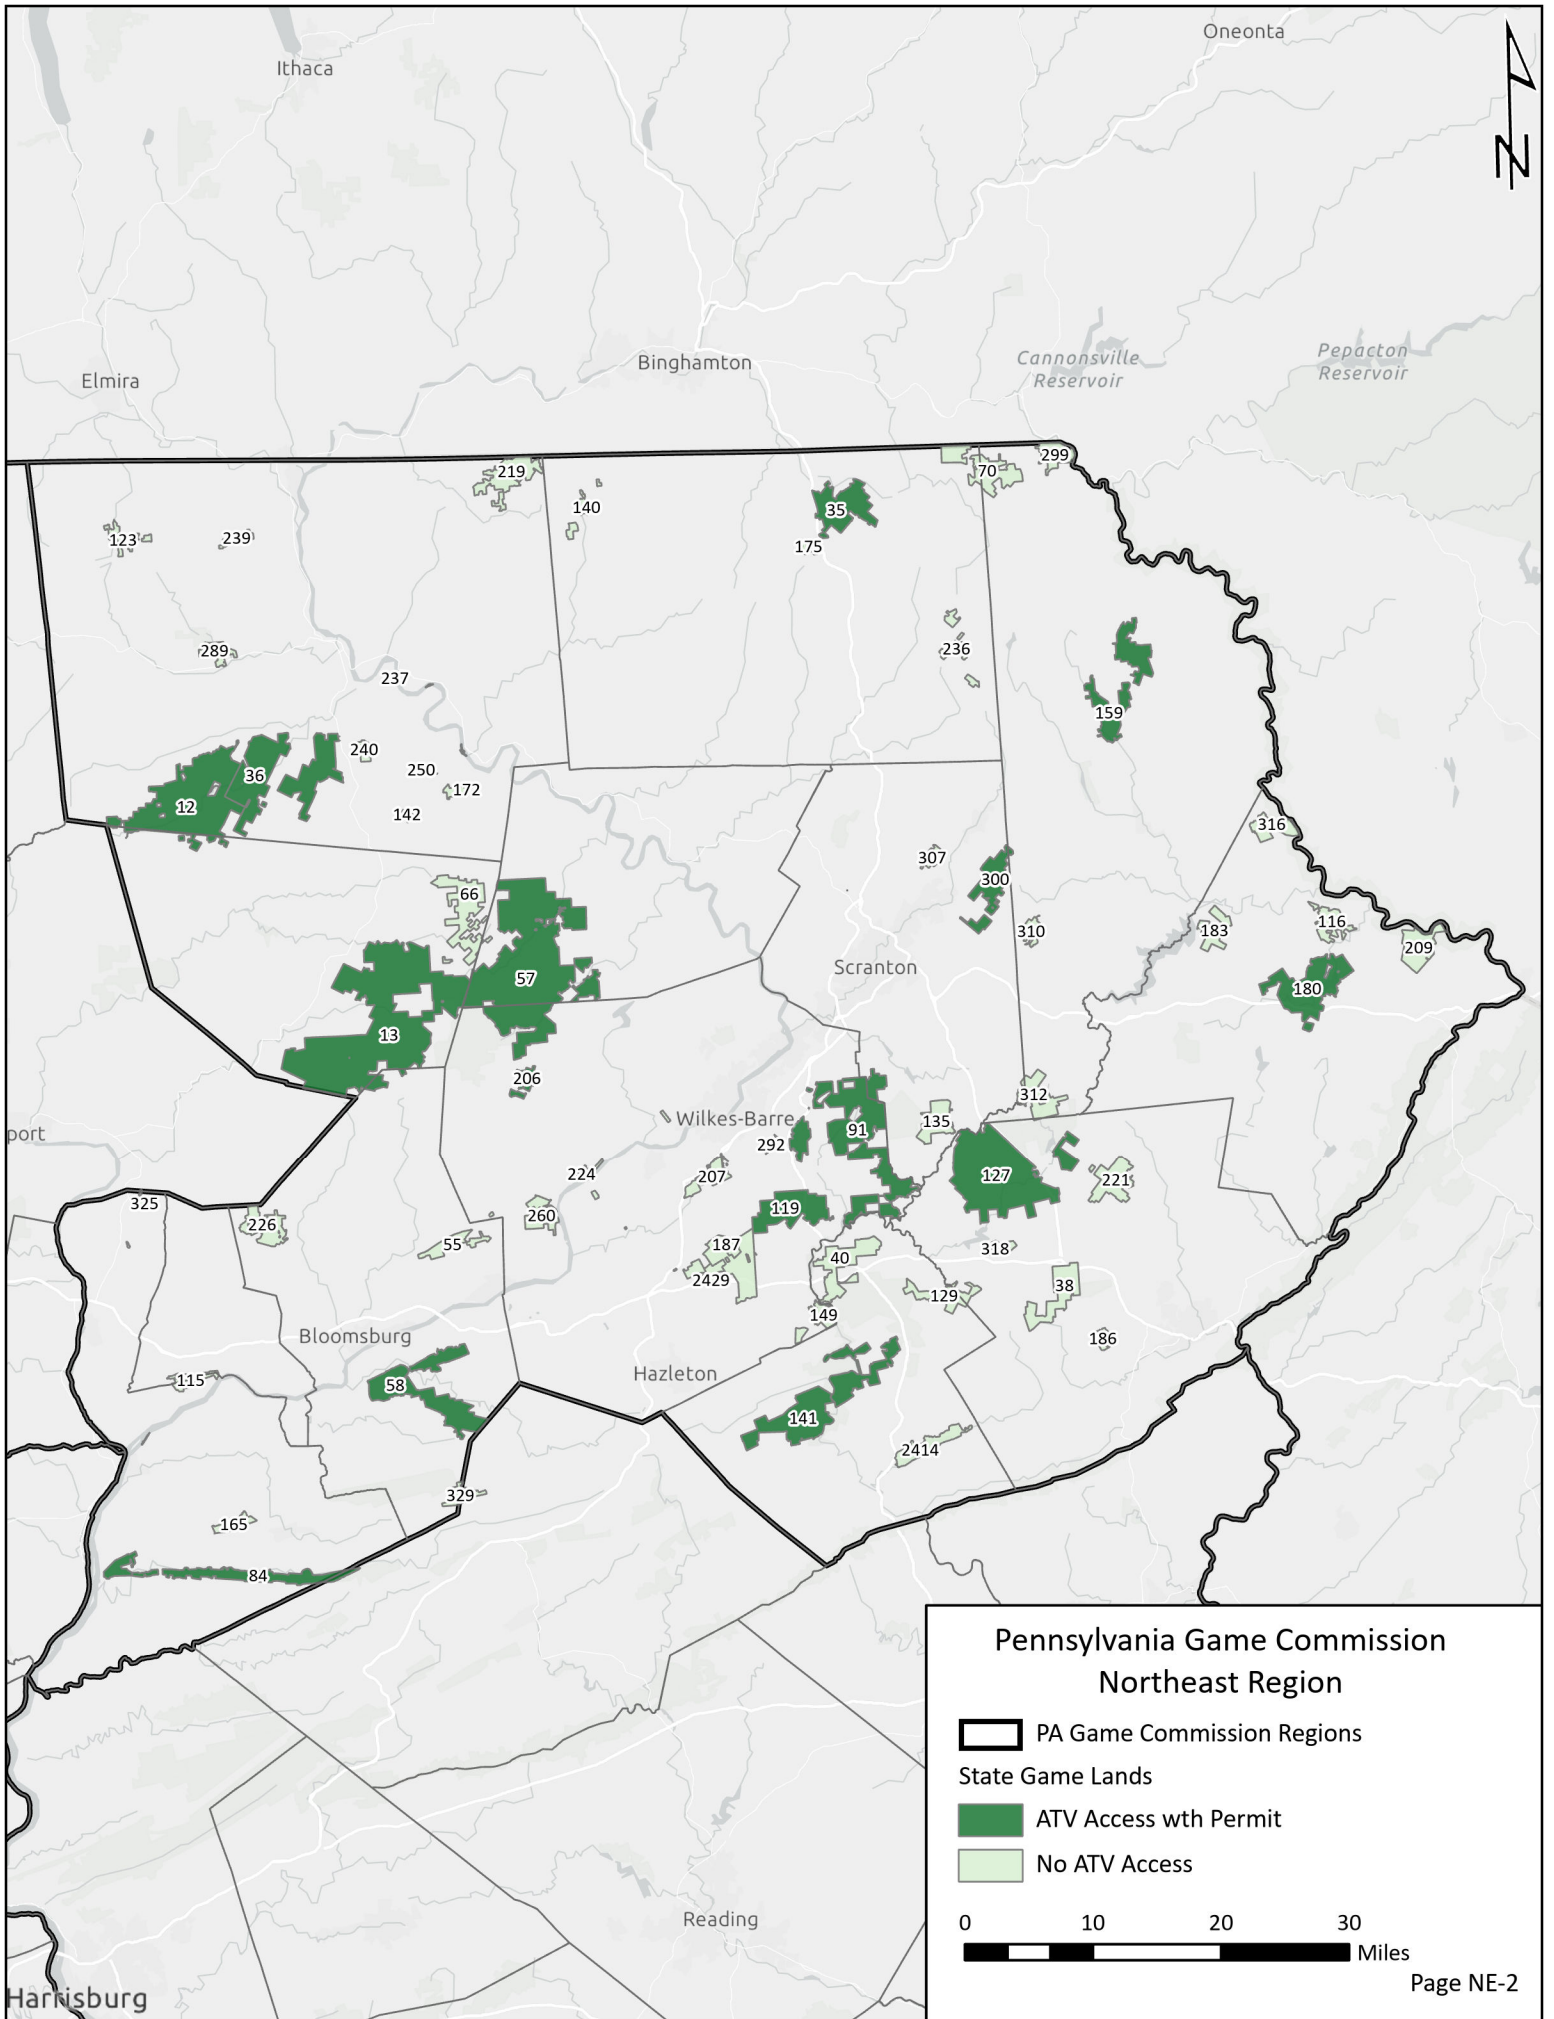 Oneonta
Ithaca
N
Binghamton
Cannonsville
Reservoir
Pepacton
Reservoir
Elmira
219
70
299
140
35
123
239
175
289
236
237
159
240
36
250
172
12
142
316
307
300
66
310
183
116
209
Scranton
57
180
13
206
312
port
Wilkes-Barre
135
91
292
224
207
127
221
325
119
226
260
55
187
40
318
2429
38
129
149
Bloomsburg
186
Hazleton
115
58
141
2414
329
165
84
Pennsylvania Game Commission
Northeast Region
PA Game Commission Regions
State Game Lands
ATV Access wth Permit
No ATV Access
Reading
0 10 20 30
Miles
Page NE-2
Harrisburg